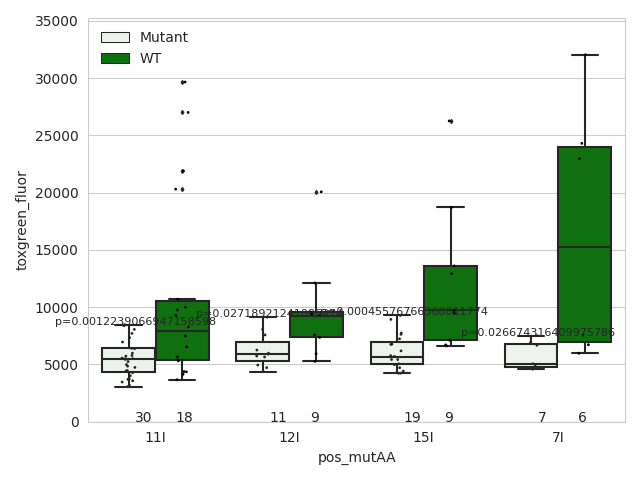 35000
Mutant
WT
30000
25000
20000
15000
10000
5000
0
toxgreen_fluor
p=0.0012239066947158598
p=0.026674316409975786
30 18 11 9 19 9 7 6
11I 12I 15I 7I
pos_mutAA